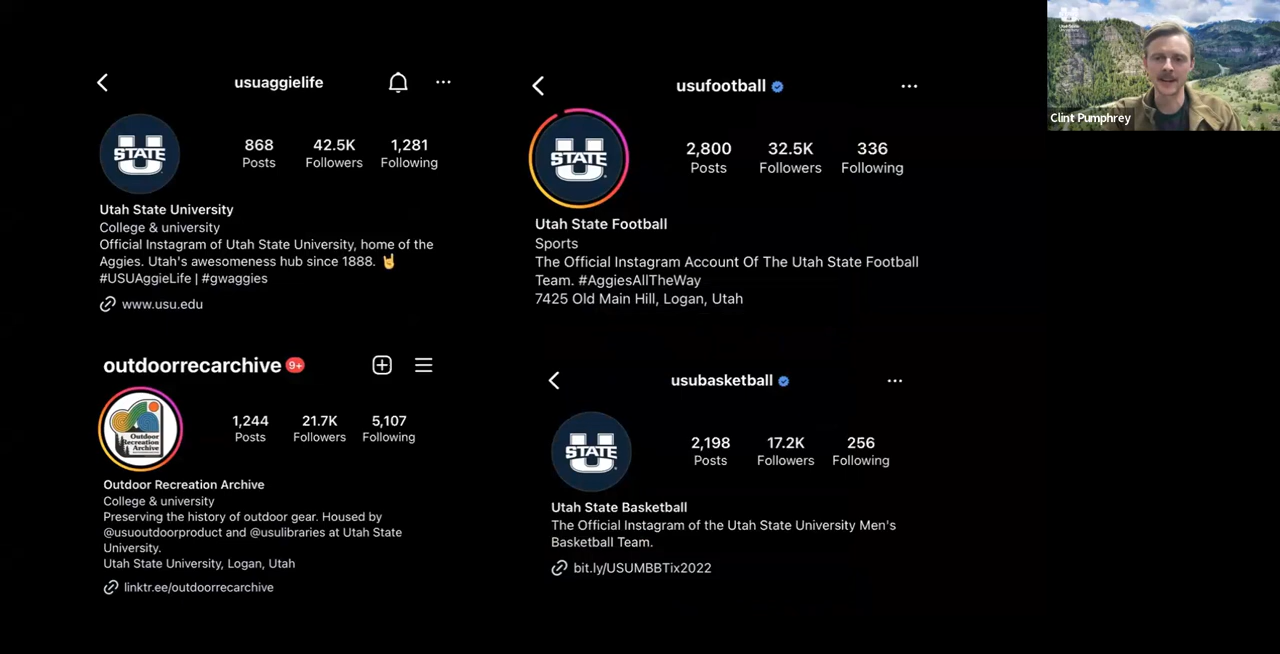 usuaggielife
STATE
868
42.5K
1,281
Posts
Followers
Following
Utah State University
College & university
Official Instagram of Utah State University, home of the
Aggies. Utah's awesomeness hub since 1888. 🤘
#USUAggieLife | #gwaggies
www.usu.edu
usufootball
STATE
2,800
32.5K
336
Posts
Followers
Following
Utah State Football
Sports
The Official Instagram Account Of The Utah State Football
Team. #AggiesAllTheWay
7425 Old Main Hill, Logan, Utah
outdoorrecarchive 9+
Outdoor
Recreation
Archive
1,244
21.7K
5,107
Posts
Followers
Following
Outdoor Recreation Archive
College & university
Preserving the history of outdoor gear. Housed by
@usuoutdoorproduct and @usulibraries at Utah State
University.
Utah State University, Logan, Utah
linktr.ee/outdoorrecarchive
usubasketball
STATE
2,198
17.2K
256
Posts
Followers
Following
Utah State Basketball
The Official Instagram of the Utah State University Men's
Basketball Team.
bit.ly/USUMBBTix2022
Clint Pumphrey